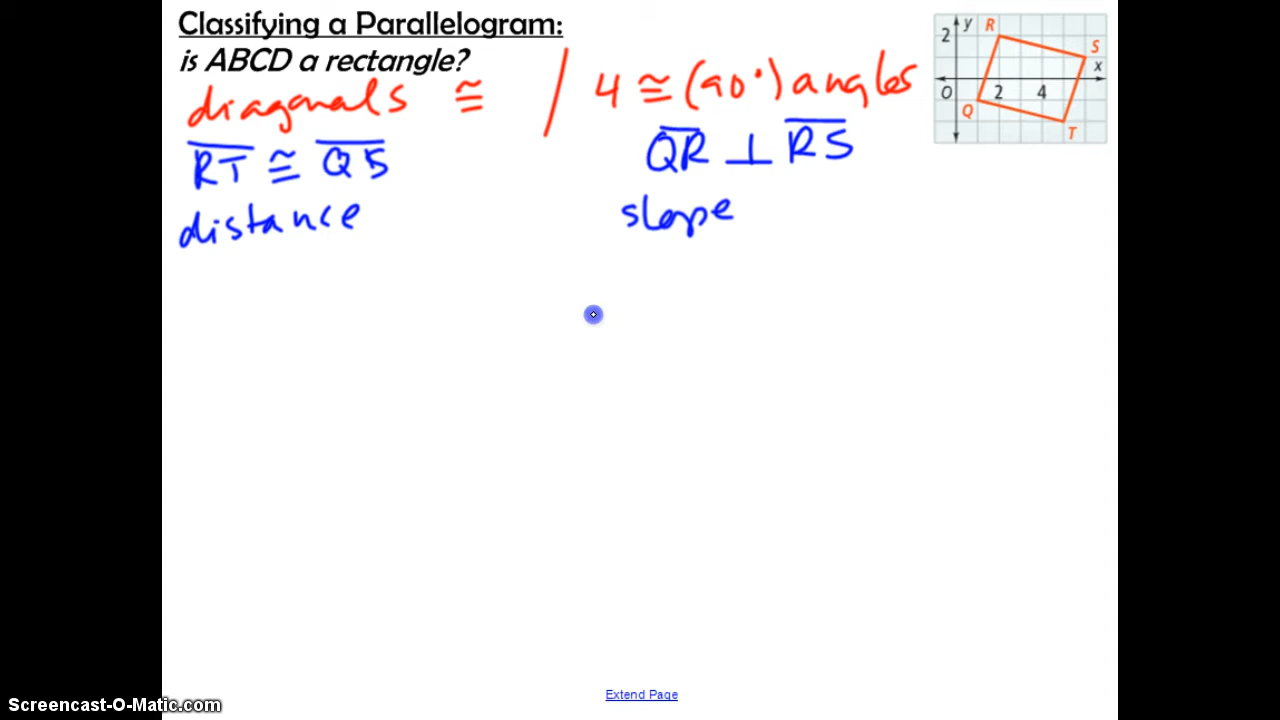 Classifying a Parallelogram:
is ABCD a rectangle?
diagonals ≅ / 4 ≅ (90°) angles
RT ≅ QS
QR ⊥ RS
distance
slope
y R
2
S
x
O 2 4
Q
T
Extend Page
Screencast-O-Matic.com